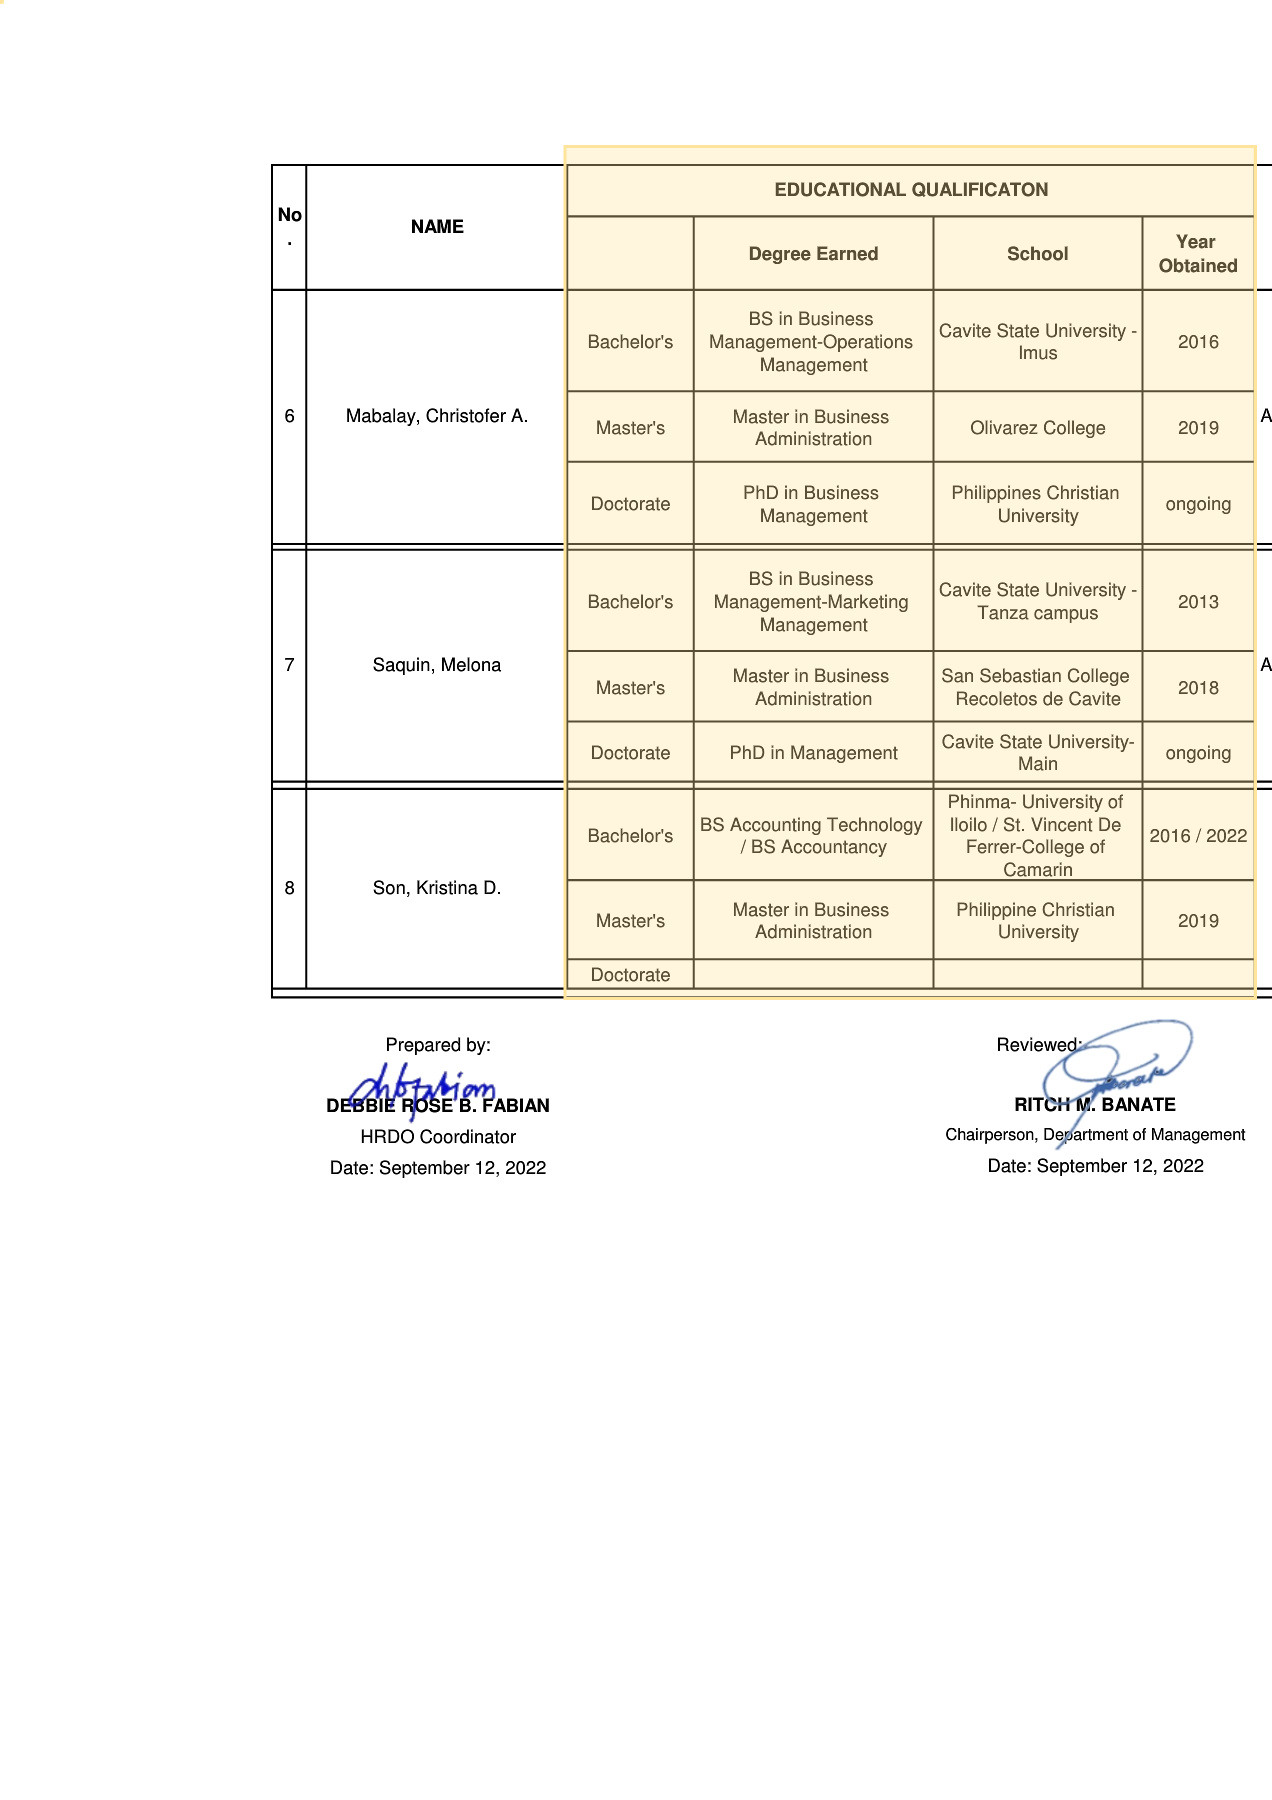 EDUCATIONAL QUALIFICATON
No
.
NAME
Degree Earned
School
Year
Obtained
6
Mabalay, Christofer A.
Bachelor's
BS in Business
Management-Operations
Management
Cavite State University -
Imus
2016
A
Master's
Master in Business
Administration
Olivarez College
2019
Doctorate
PhD in Business
Management
Philippines Christian
University
ongoing
7
Saquin, Melona
Bachelor's
BS in Business
Management-Marketing
Management
Cavite State University -
Tanza campus
2013
A
Master's
Master in Business
Administration
San Sebastian College
Recoletos de Cavite
2018
Doctorate
PhD in Management
Cavite State University-
Main
ongoing
8
Son, Kristina D.
Bachelor's
BS Accounting Technology
/ BS Accountancy
Phinma- University of
Iloilo / St. Vincent De
Ferrer-College of
Camarin
2016 / 2022
Master's
Master in Business
Administration
Philippine Christian
University
2019
Doctorate
Prepared by:
DEBBIE ROSE B. FABIAN
HRDO Coordinator
Date: September 12, 2022
Reviewed:
RITCH M. BANATE
Chairperson, Department of Management
Date: September 12, 2022